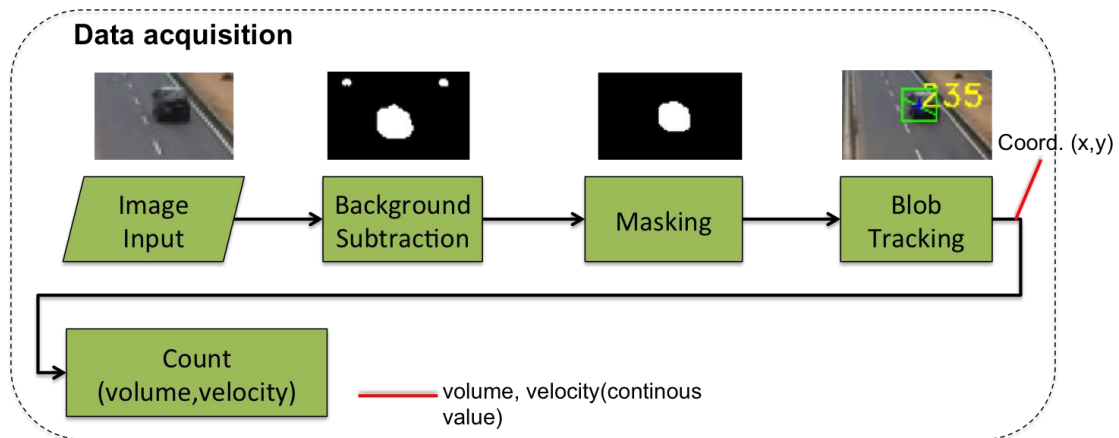 Data acquisition
235
Coord. (x,y)
Image
Input
Background
Subtraction
Masking
Blob
Tracking
Count
(volume,velocity)
volume, velocity(continous
value)